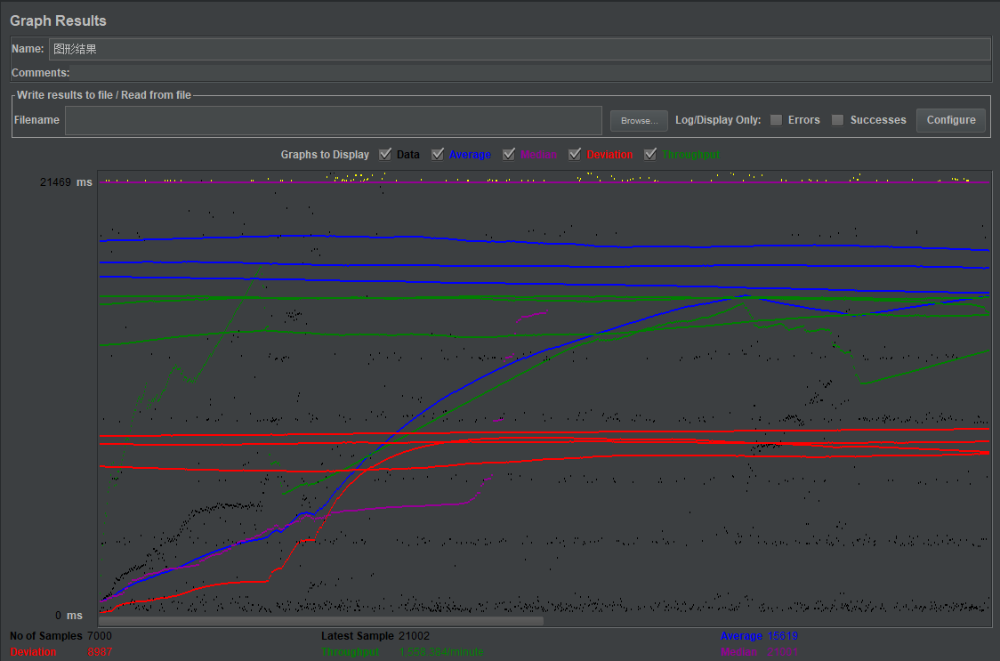 Graph Results
Name: 图形结果
Comments:
Write results to file / Read from file
Filename Browse... Log/Display Only: Errors Successes Configure
Graphs to Display Data Average Median Deviation Throughput
21469 ms
0 ms
No of Samples 7000 Latest Sample 21002 Average 15619
Deviation 8987 Throughput 1,558.384/minute Median